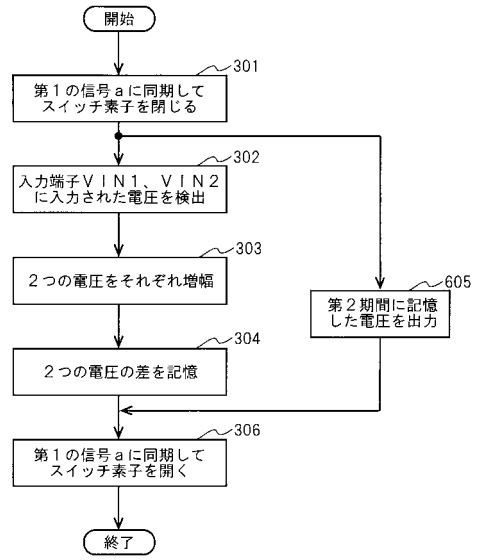 開始
301
第1の信号aに同期して
スイッチ素子を閉じる
302
入力端子VIN1、VIN2
に入力された電圧を検出
303
2つの電圧をそれぞれ増幅
605
第2期間に記憶
した電圧を出力
304
2つの電圧の差を記憶
306
第1の信号aに同期して
スイッチ素子を開く
終了